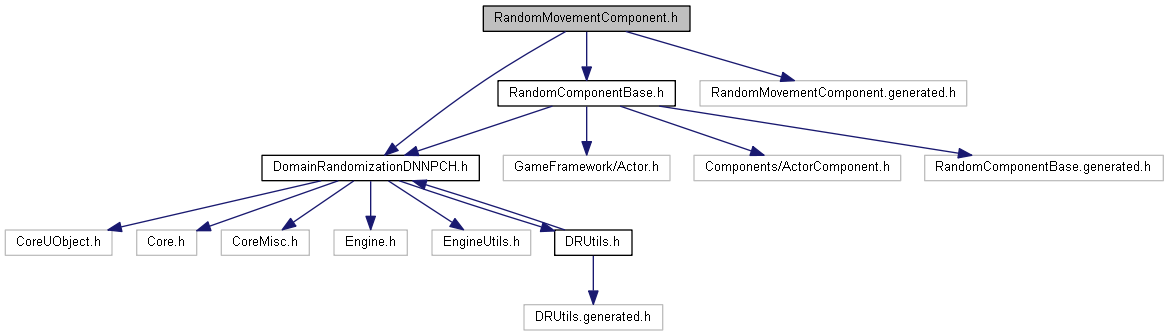 RandomMovementComponent.h
RandomComponentBase.h
RandomMovementComponent.generated.h
DomainRandomizationDNNPCH.h
GameFramework/Actor.h
Components/ActorComponent.h
RandomComponentBase.generated.h
CoreUObject.h
Core.h
CoreMisc.h
Engine.h
EngineUtils.h
DRUtils.h
DRUtils.generated.h